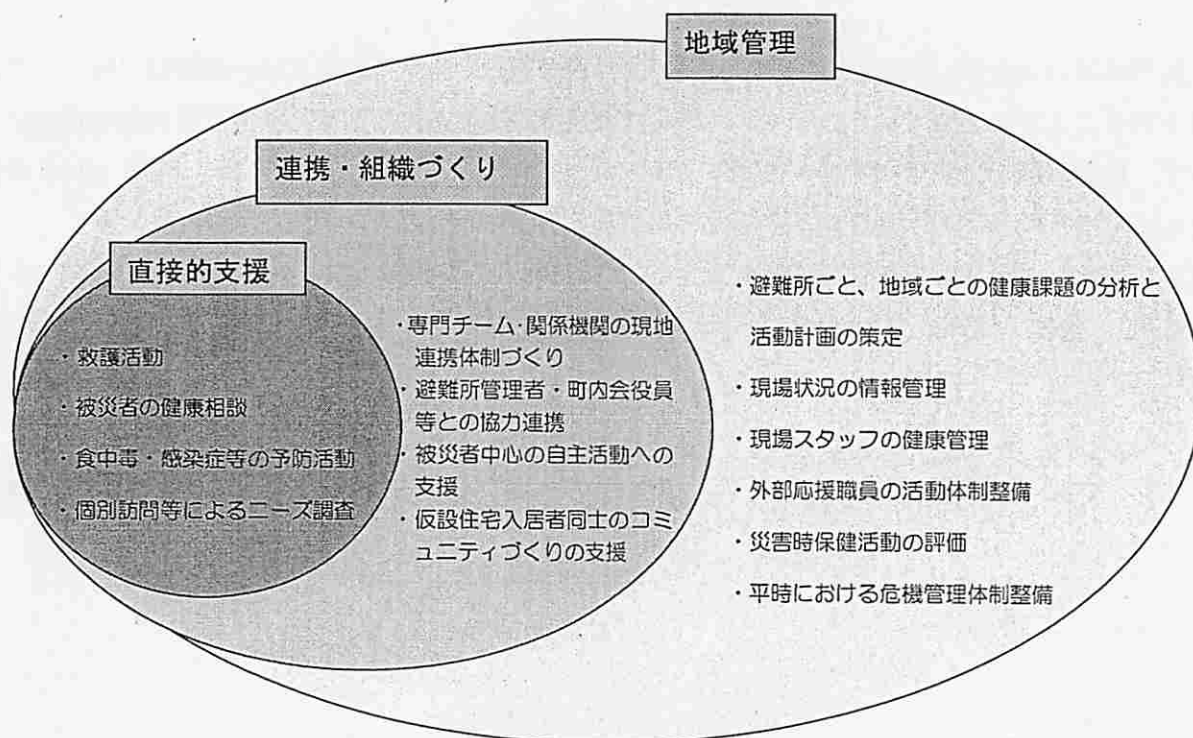 地域管理
連携・組織づくり
直接的支援
・救護活動
・被災者の健康相談
・食中毒・感染症等の予防活動
・個別訪問等によるニーズ調査
・専門チーム・関係機関の現地
連携体制づくり
・避難所管理者・町内会役員
等との協力連携
・被災者中心の自主活動への
支援
・仮設住宅入居者同士のコミ
ュニティづくりの支援
・避難所ごと、地域ごとの健康課題の分析と
活動計画の策定
・現場状況の情報管理
・現場スタッフの健康管理
・外部応援職員の活動体制整備
・災害時保健活動の評価
・平時における危機管理体制整備